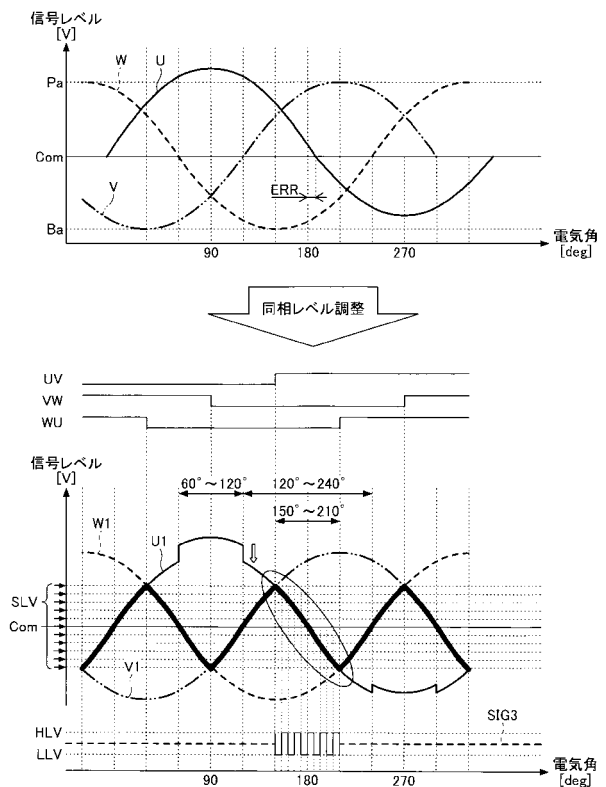 信号レベル
[V]
W
U
Pa
Com
V
ERR
Ba
90
180
270
電気角
[deg]
同相レベル調整
UV
VW
WU
信号レベル
[V]
60°~120°
120°~240°
150°~210°
W1
U1
SLV
Com
V1
HLV
LLV
SIG3
90
180
270
電気角
[deg]